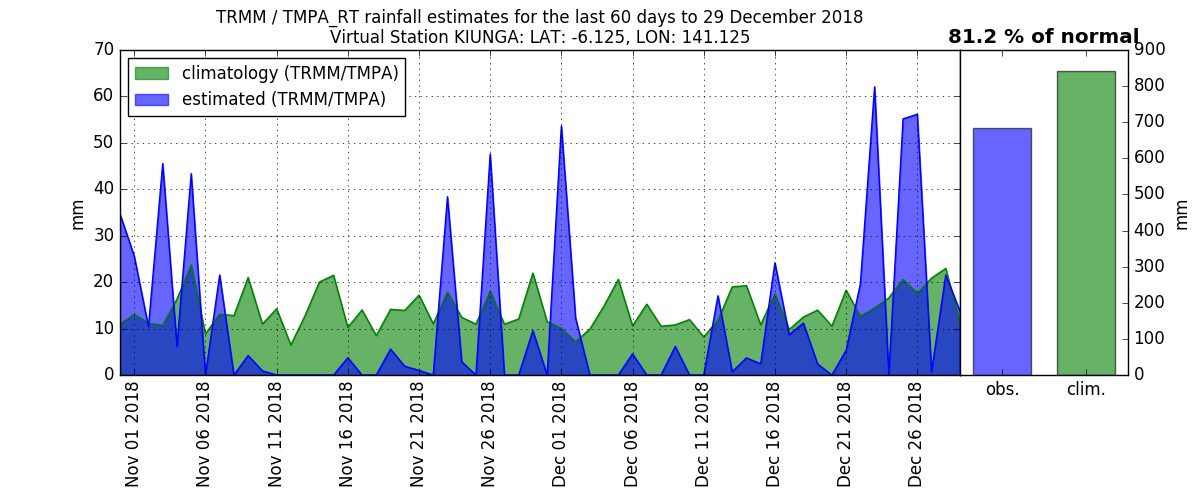 TRMM / TMPA_RT rainfall estimates for the last 60 days to 29 December 2018
Virtual Station KIUNGA: LAT: -6.125, LON: 141.125
81.2 % of normal
climatology (TRMM/TMPA)
estimated (TRMM/TMPA)
mm
70
60
50
40
30
20
10
0
Nov 01 2018
Nov 06 2018
Nov 11 2018
Nov 16 2018
Nov 21 2018
Nov 26 2018
Dec 01 2018
Dec 06 2018
Dec 11 2018
Dec 16 2018
Dec 21 2018
Dec 26 2018
obs.
clim.
900
800
700
600
500
400
300
200
100
0
mm